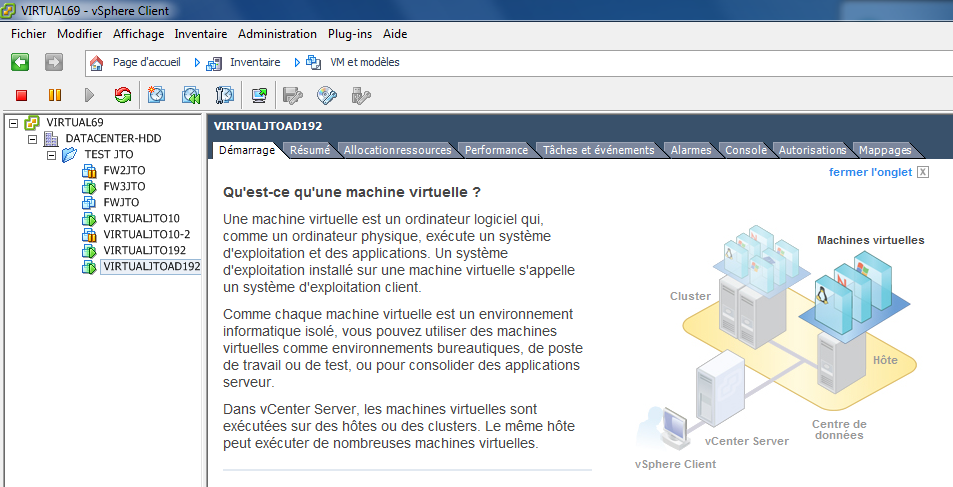 VIRTUAL69 - vSphere Client
Fichier Modifier Affichage Inventaire Administration Plug-ins Aide
Page d'accueil Inventaire VM et modèles
VIRTUAL69
DATACENTER-HDD
TEST JTO
FW2JTO
FW3JTO
FWJTO
VIRTUALJTO10
VIRTUALJTO10-2
VIRTUALJTO192
VIRTUALJTOAD192
VIRTUALJTOAD192
Démarrage Résumé Allocation ressources Performance Tâches et événements Alarmes Console Autorisations Mappages
fermer l'onglet X
Qu'est-ce qu'une machine virtuelle ?
Une machine virtuelle est un ordinateur logiciel qui,
comme un ordinateur physique, exécute un système
d'exploitation et des applications. Un système
d'exploitation installé sur une machine virtuelle s'appelle
un système d'exploitation client.
Comme chaque machine virtuelle est un environnement
informatique isolé, vous pouvez utiliser des machines
virtuelles comme environnements bureautiques, de poste
de travail ou de test, ou pour consolider des applications
serveur.
Dans vCenter Server, les machines virtuelles sont
exécutées sur des hôtes ou des clusters. Le même hôte
peut exécuter de nombreuses machines virtuelles.
Machines virtuelles
Cluster
Hôte
Centre de
données
vCenter Server
vSphere Client